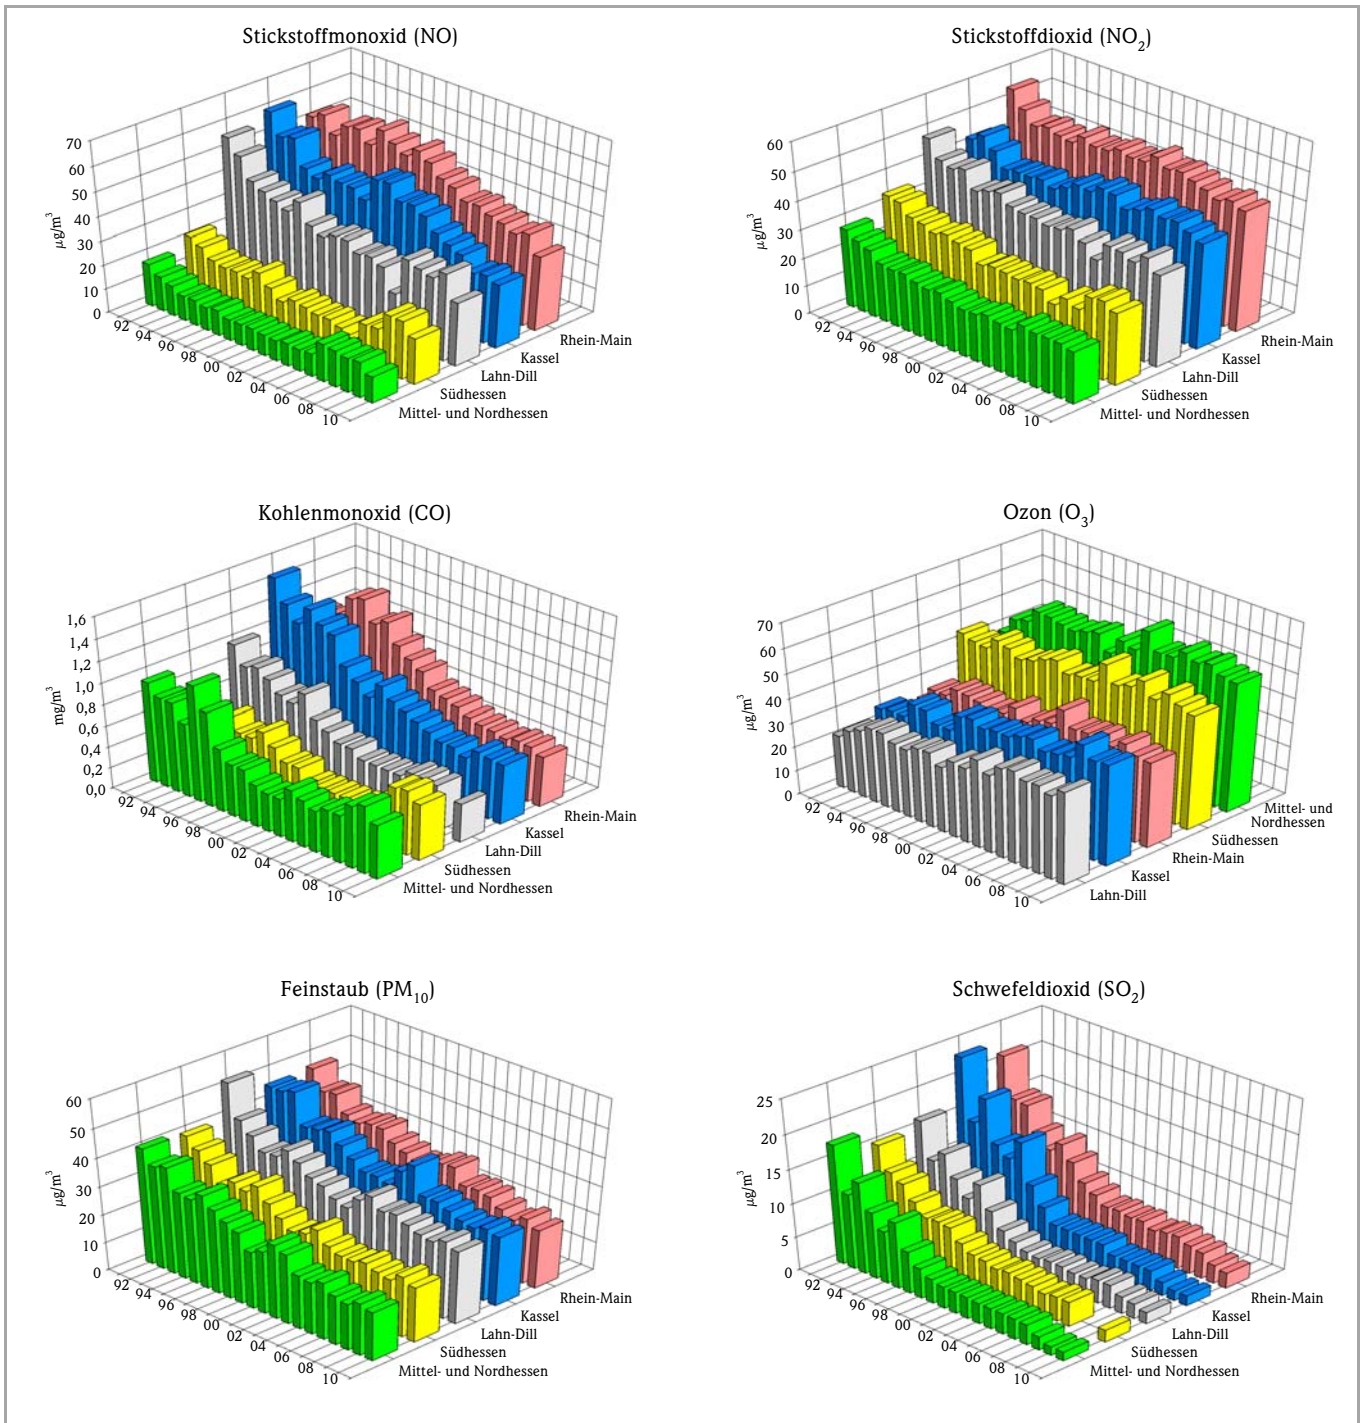 Stickstoffmonoxid (NO)
70
60
50
40
30
20
10
0
µg/m³
92
94
96
98
00
02
04
06
08
10
Rhein-Main
Kassel
Lahn-Dill
Südhessen
Mittel- und Nordhessen
Stickstoffdioxid (NO₂)
60
50
40
30
20
10
0
µg/m³
92
94
96
98
00
02
04
06
08
10
Rhein-Main
Kassel
Lahn-Dill
Südhessen
Mittel- und Nordhessen
Kohlenmonoxid (CO)
1,6
1,4
1,2
1,0
0,8
0,6
0,4
0,2
0,0
mg/m³
92
94
96
98
00
02
04
06
08
10
Rhein-Main
Kassel
Lahn-Dill
Südhessen
Mittel- und Nordhessen
Ozon (O₃)
70
60
50
40
30
20
10
0
µg/m³
92
94
96
98
00
02
04
06
08
10
Mittel- und
Nordhessen
Südhessen
Rhein-Main
Kassel
Lahn-Dill
Feinstaub (PM₁₀)
60
50
40
30
20
10
0
µg/m³
92
94
96
98
00
02
04
06
08
10
Rhein-Main
Kassel
Lahn-Dill
Südhessen
Mittel- und Nordhessen
Schwefeldioxid (SO₂)
25
20
15
10
5
0
µg/m³
92
94
96
98
00
02
04
06
08
10
Rhein-Main
Kassel
Lahn-Dill
Südhessen
Mittel- und Nordhessen